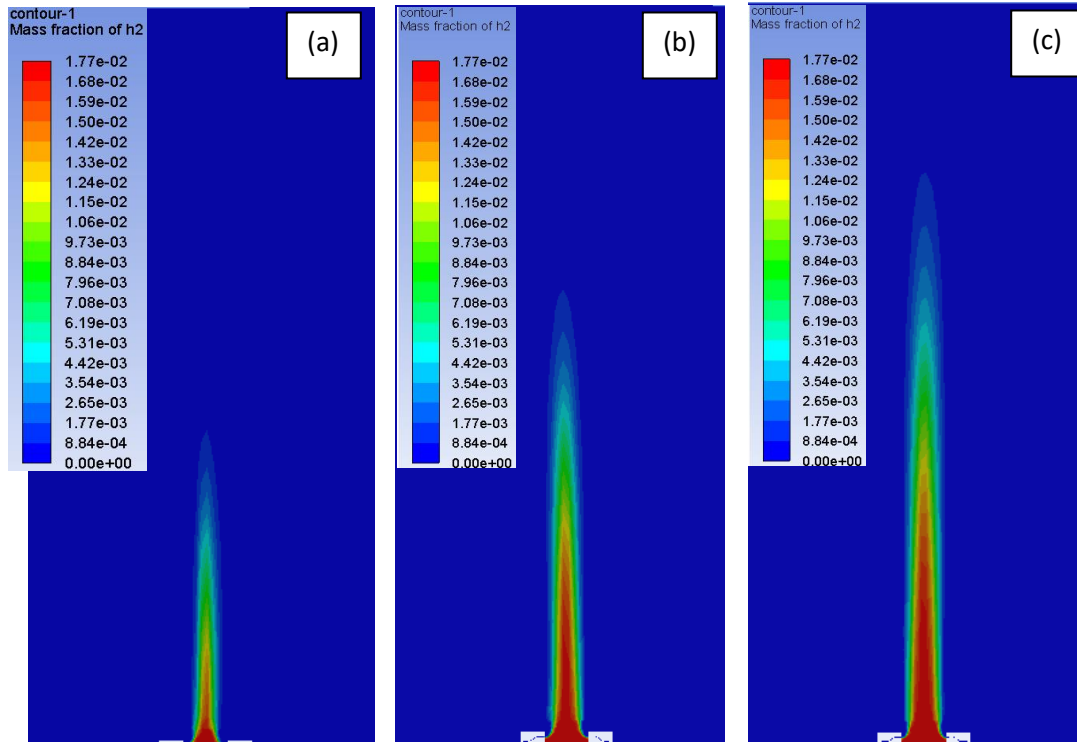 contour-1
Mass fraction of h2
(a)
1.77e-02
1.68e-02
1.59e-02
1.50e-02
1.42e-02
1.33e-02
1.24e-02
1.15e-02
1.06e-02
9.73e-03
8.84e-03
7.96e-03
7.08e-03
6.19e-03
5.31e-03
4.42e-03
3.54e-03
2.65e-03
1.77e-03
8.84e-04
0.00e+00
contour-1
Mass fraction of h2
(b)
1.77e-02
1.68e-02
1.59e-02
1.50e-02
1.42e-02
1.33e-02
1.24e-02
1.15e-02
1.06e-02
9.73e-03
8.84e-03
7.96e-03
7.08e-03
6.19e-03
5.31e-03
4.42e-03
3.54e-03
2.65e-03
1.77e-03
8.84e-04
0.00e+00
contour-1
Mass fraction of h2
(c)
1.77e-02
1.68e-02
1.59e-02
1.50e-02
1.42e-02
1.33e-02
1.24e-02
1.15e-02
1.06e-02
9.73e-03
8.84e-03
7.96e-03
7.08e-03
6.19e-03
5.31e-03
4.42e-03
3.54e-03
2.65e-03
1.77e-03
8.84e-04
0.00e+00